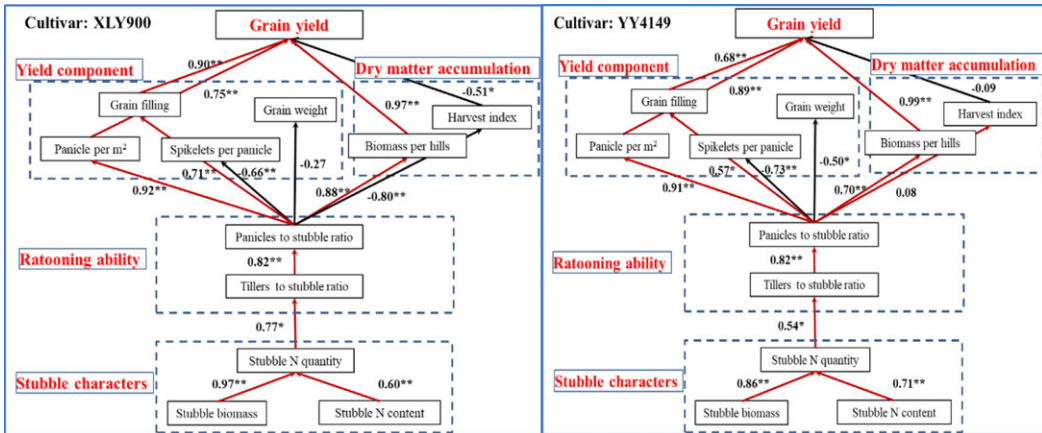 Cultivar: XLY900
Grain yield
Yield component
Dry matter accumulation
0.90**
0.75**
0.97**
-0.51*
Grain filling
Grain weight
Harvest index
Panicle per m²
Spikelets per panicle
Biomass per hills
0.92**
0.71**
-0.66**
-0.27
0.88**
-0.80**
Panicles to stubble ratio
Ratooning ability
0.82**
Tillers to stubble ratio
0.77*
Stubble N quantity
Stubble characters
0.97**
0.60**
Stubble biomass
Stubble N content
Cultivar: YY4149
Grain yield
Yield component
Dry matter accumulation
0.68**
0.89**
0.99**
-0.09
Grain filling
Grain weight
Harvest index
Panicle per m²
Spikelets per panicle
Biomass per hills
0.91**
0.57*
-0.73**
-0.50*
0.70**
0.08
Panicles to stubble ratio
Ratooning ability
0.82**
Tillers to stubble ratio
0.54*
Stubble N quantity
Stubble characters
0.86**
0.71**
Stubble biomass
Stubble N content